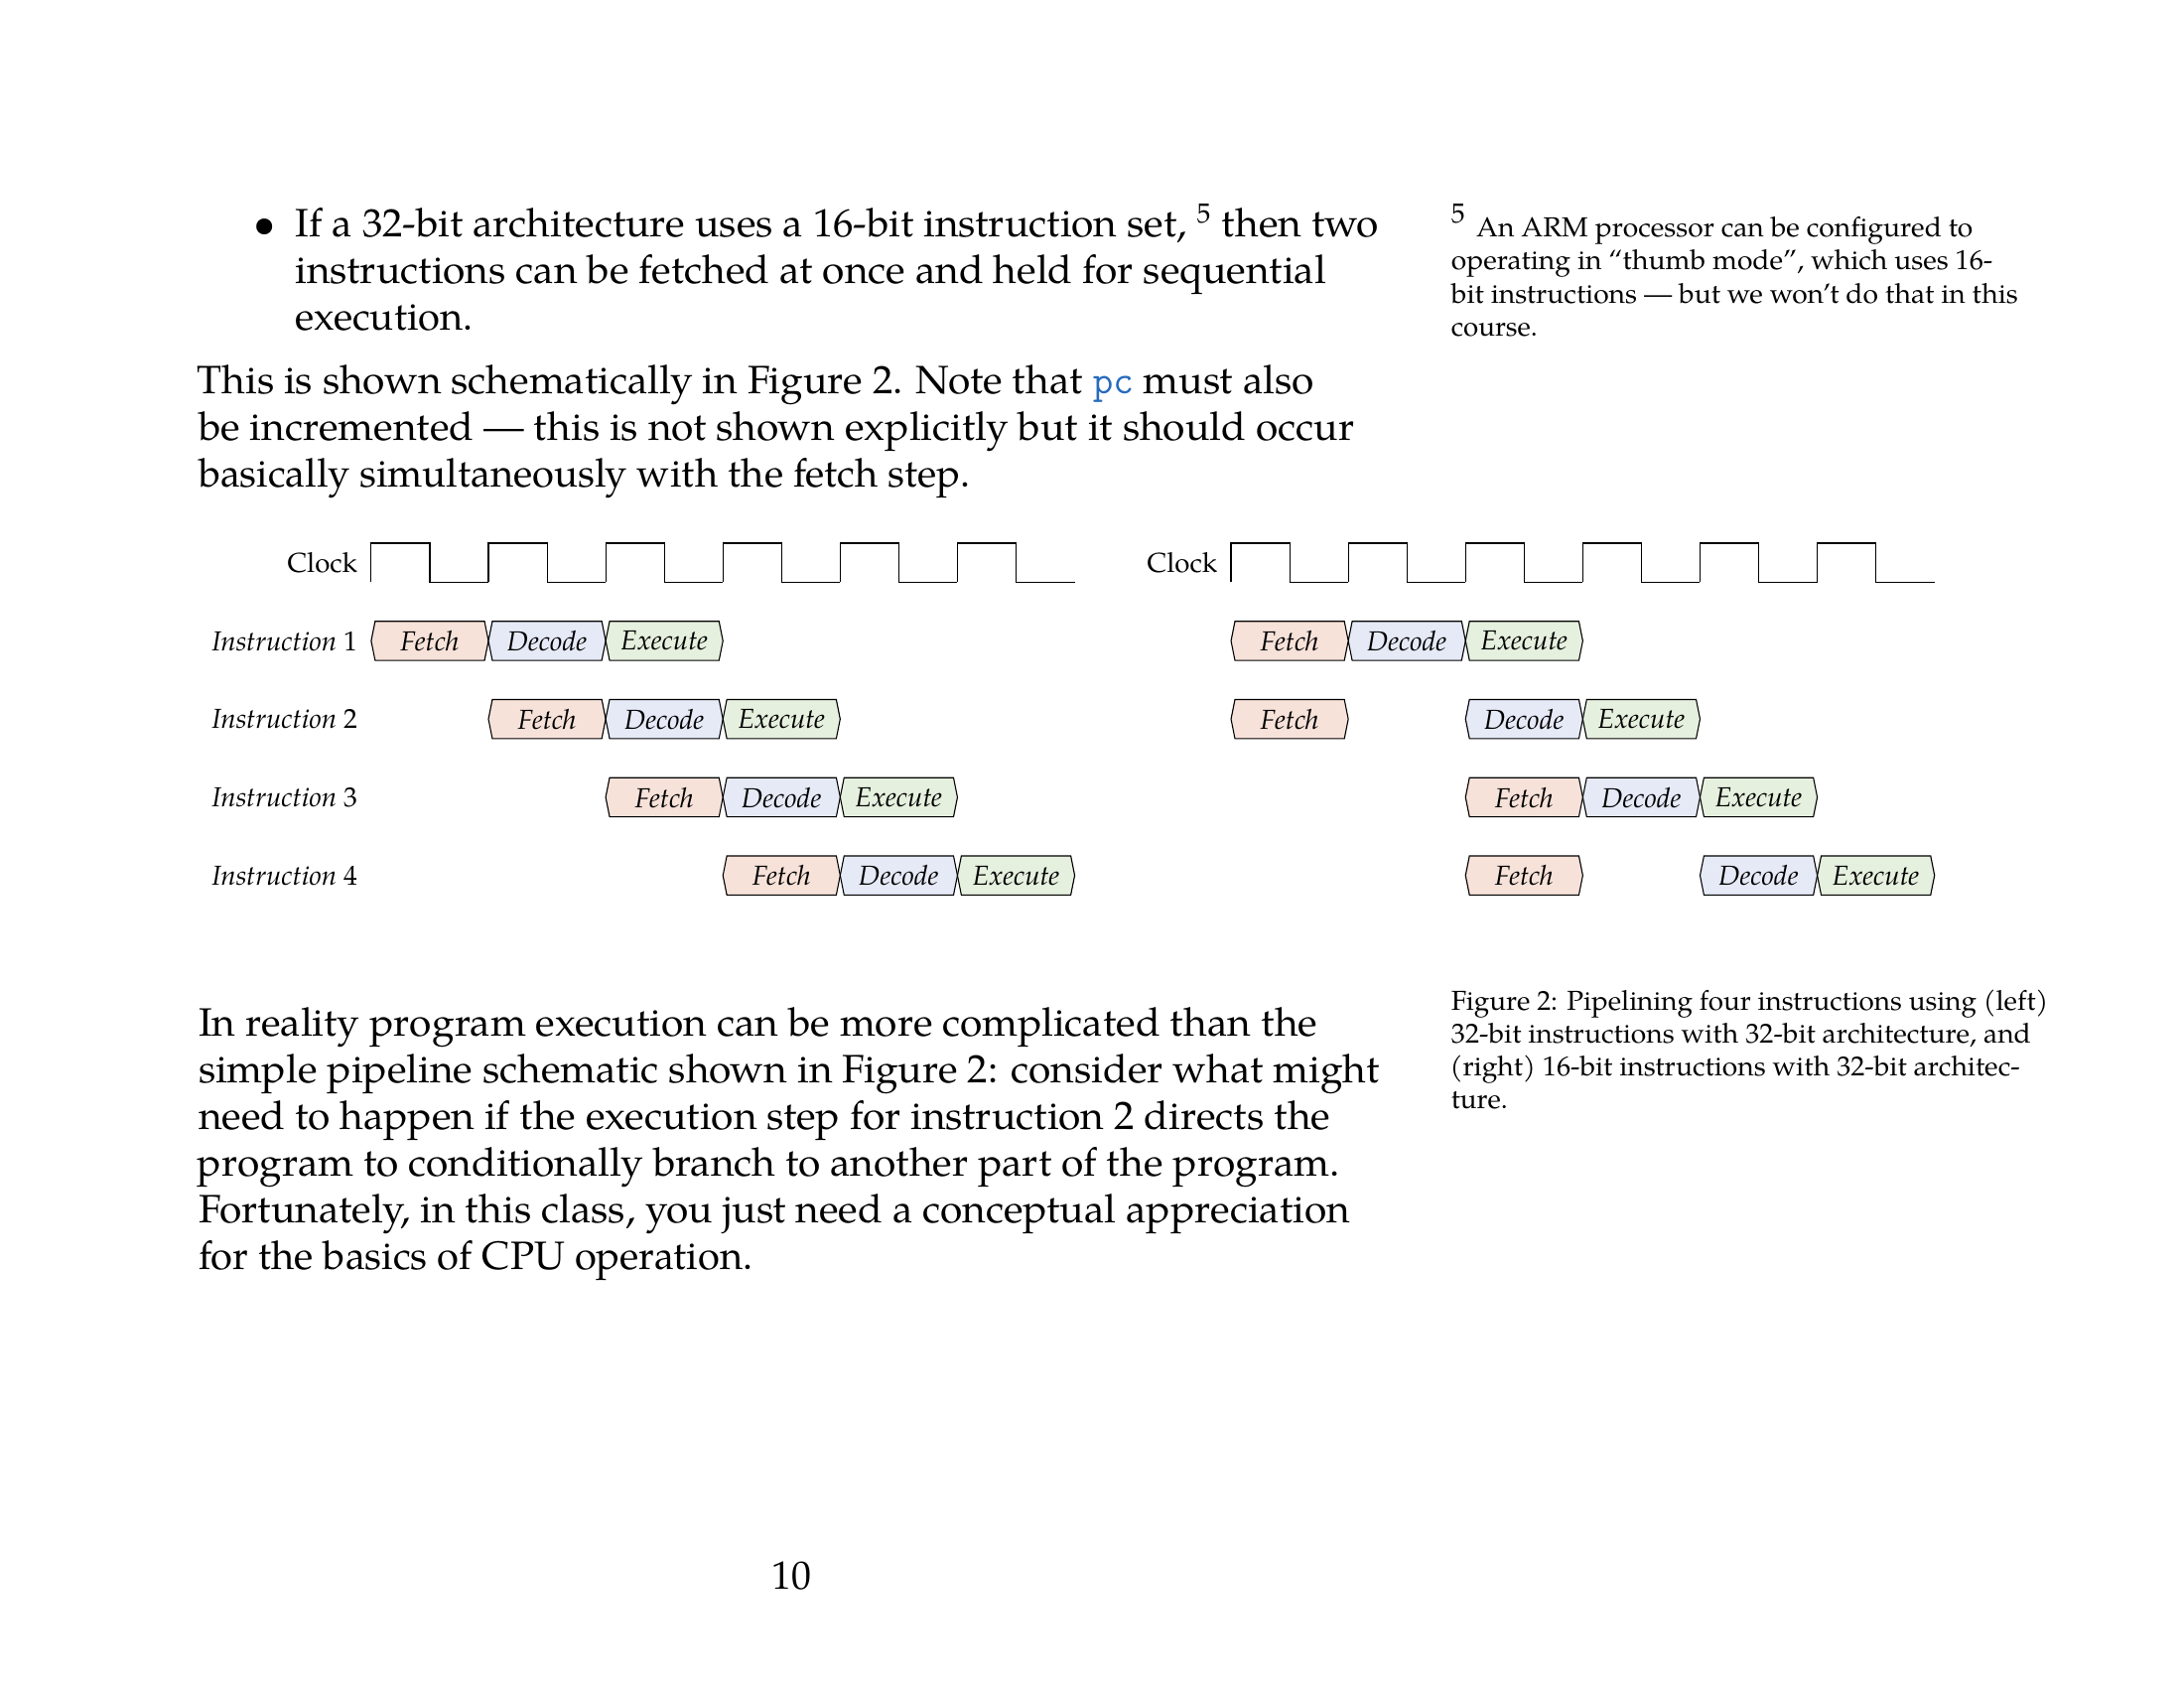 • If a 32-bit architecture uses a 16-bit instruction set, 5 then two
instructions can be fetched at once and held for sequential
execution.
5 An ARM processor can be configured to
operating in “thumb mode”, which uses 16-
bit instructions — but we won’t do that in this
course.
This is shown schematically in Figure 2. Note that pc must also
be incremented — this is not shown explicitly but it should occur
basically simultaneously with the fetch step.
Clock
Instruction 1 Fetch Decode Execute
Instruction 2 Fetch Decode Execute
Instruction 3 Fetch Decode Execute
Instruction 4 Fetch Decode Execute
Clock
Fetch Decode Execute
Fetch Decode Execute
Fetch Decode Execute
Fetch Decode Execute
Figure 2: Pipelining four instructions using (left)
32-bit instructions with 32-bit architecture, and
(right) 16-bit instructions with 32-bit architec-
ture.
In reality program execution can be more complicated than the
simple pipeline schematic shown in Figure 2: consider what might
need to happen if the execution step for instruction 2 directs the
program to conditionally branch to another part of the program.
Fortunately, in this class, you just need a conceptual appreciation
for the basics of CPU operation.
10